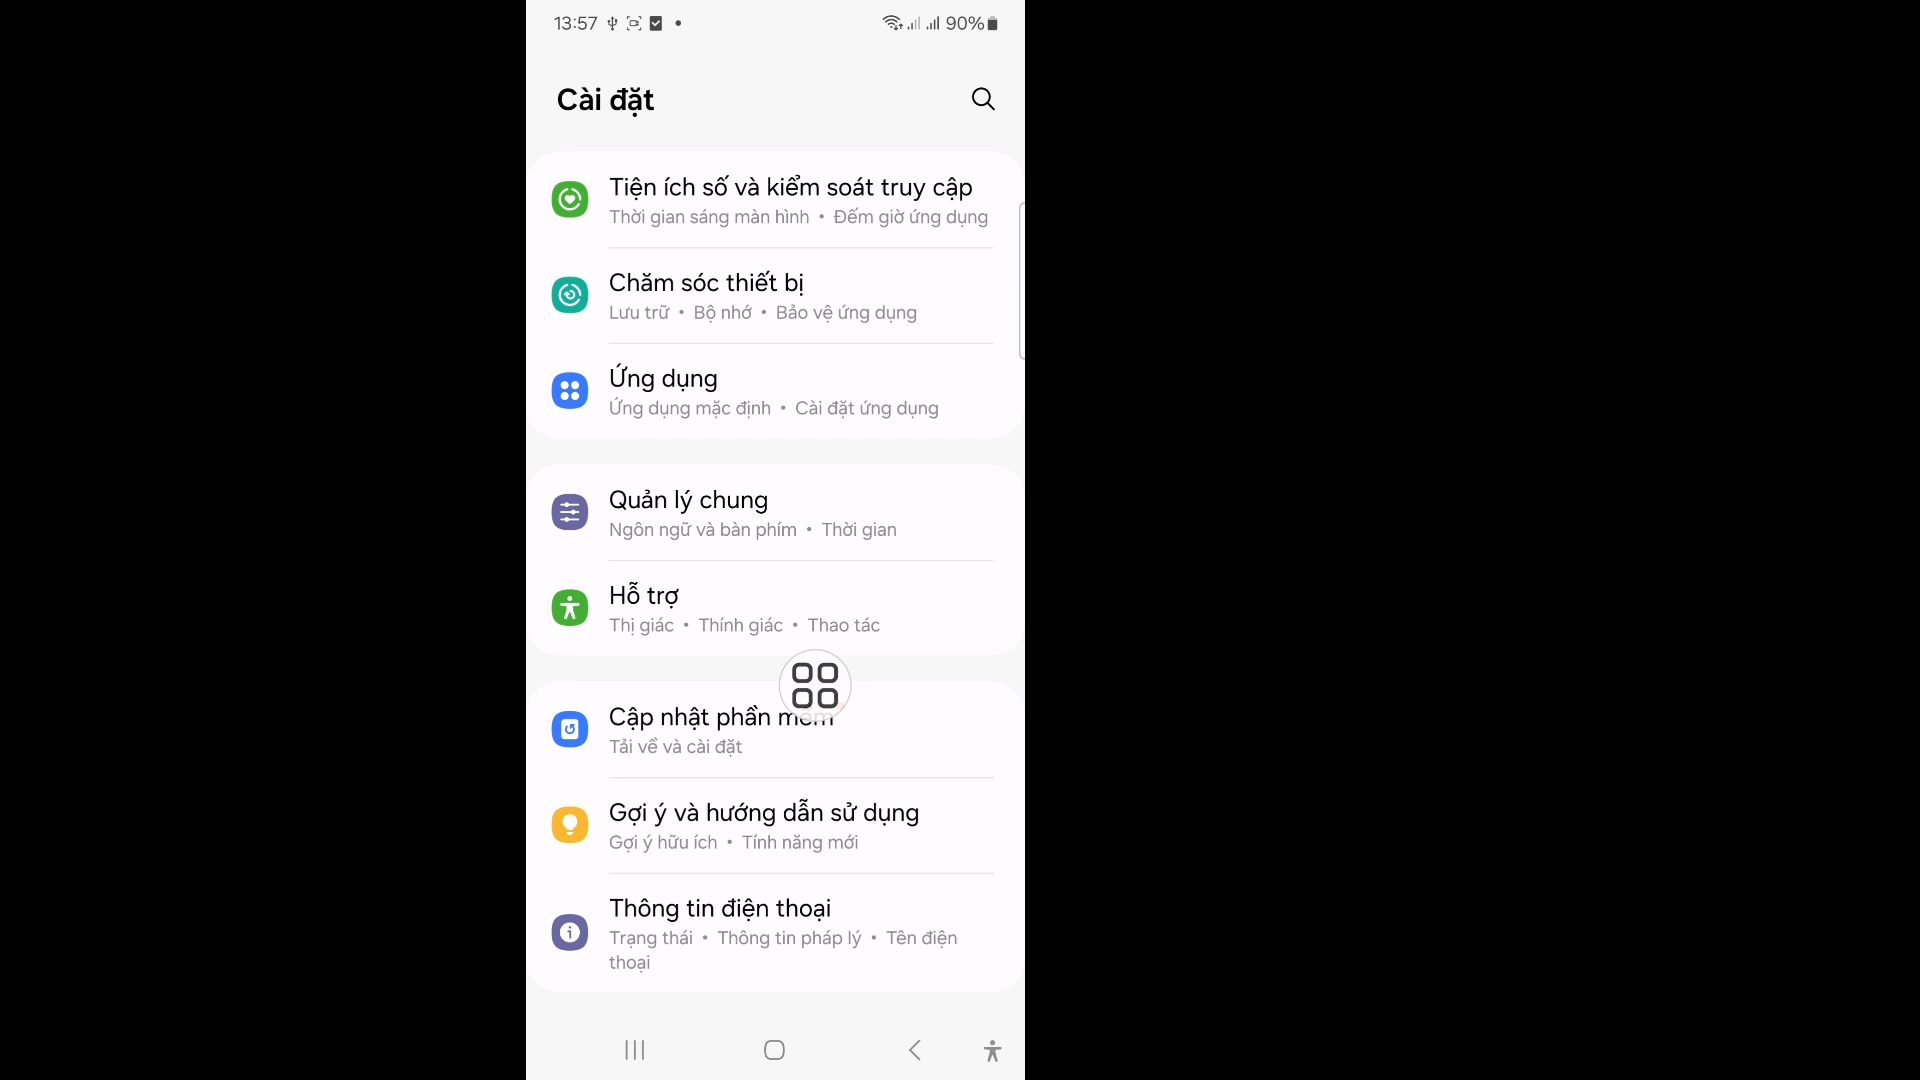 13:57 90%
Cài đặt
Tiện ích số và kiểm soát truy cập
Thời gian sáng màn hình • Đếm giờ ứng dụng
Chăm sóc thiết bị
Lưu trữ • Bộ nhớ • Bảo vệ ứng dụng
Ứng dụng
Ứng dụng mặc định • Cài đặt ứng dụng
Quản lý chung
Ngôn ngữ và bàn phím • Thời gian
Hỗ trợ
Thị giác • Thính giác • Thao tác
Cập nhật phần mềm
Tải về và cài đặt
Gợi ý và hướng dẫn sử dụng
Gợi ý hữu ích • Tính năng mới
Thông tin điện thoại
Trạng thái • Thông tin pháp lý • Tên điện
thoại